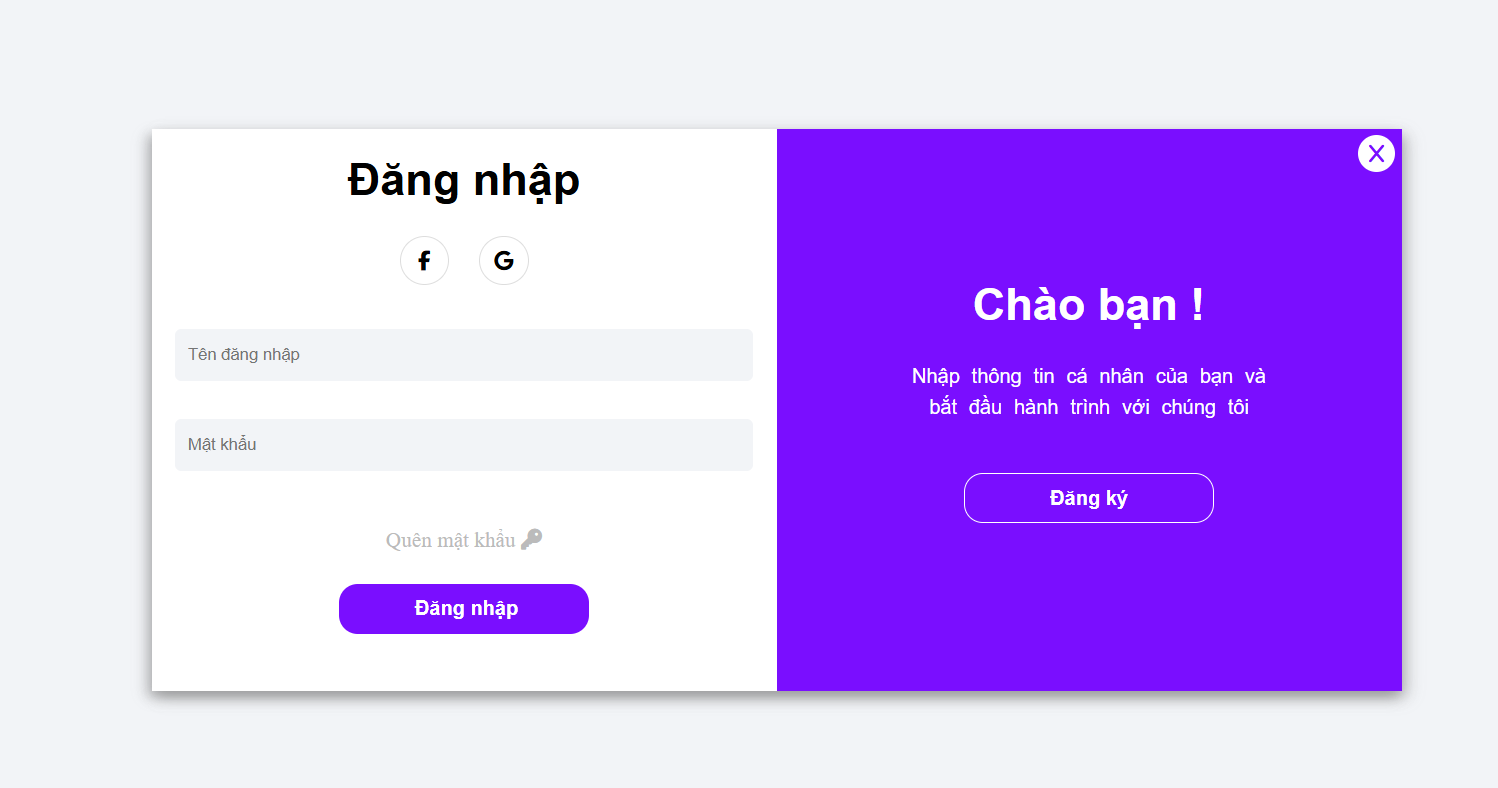 Đăng nhập
Tên đăng nhập
Mật khẩu
Quên mật khẩu
Đăng nhập
X
Chào bạn !
Nhập thông tin cá nhân của bạn và
bắt đầu hành trình với chúng tôi
Đăng ký